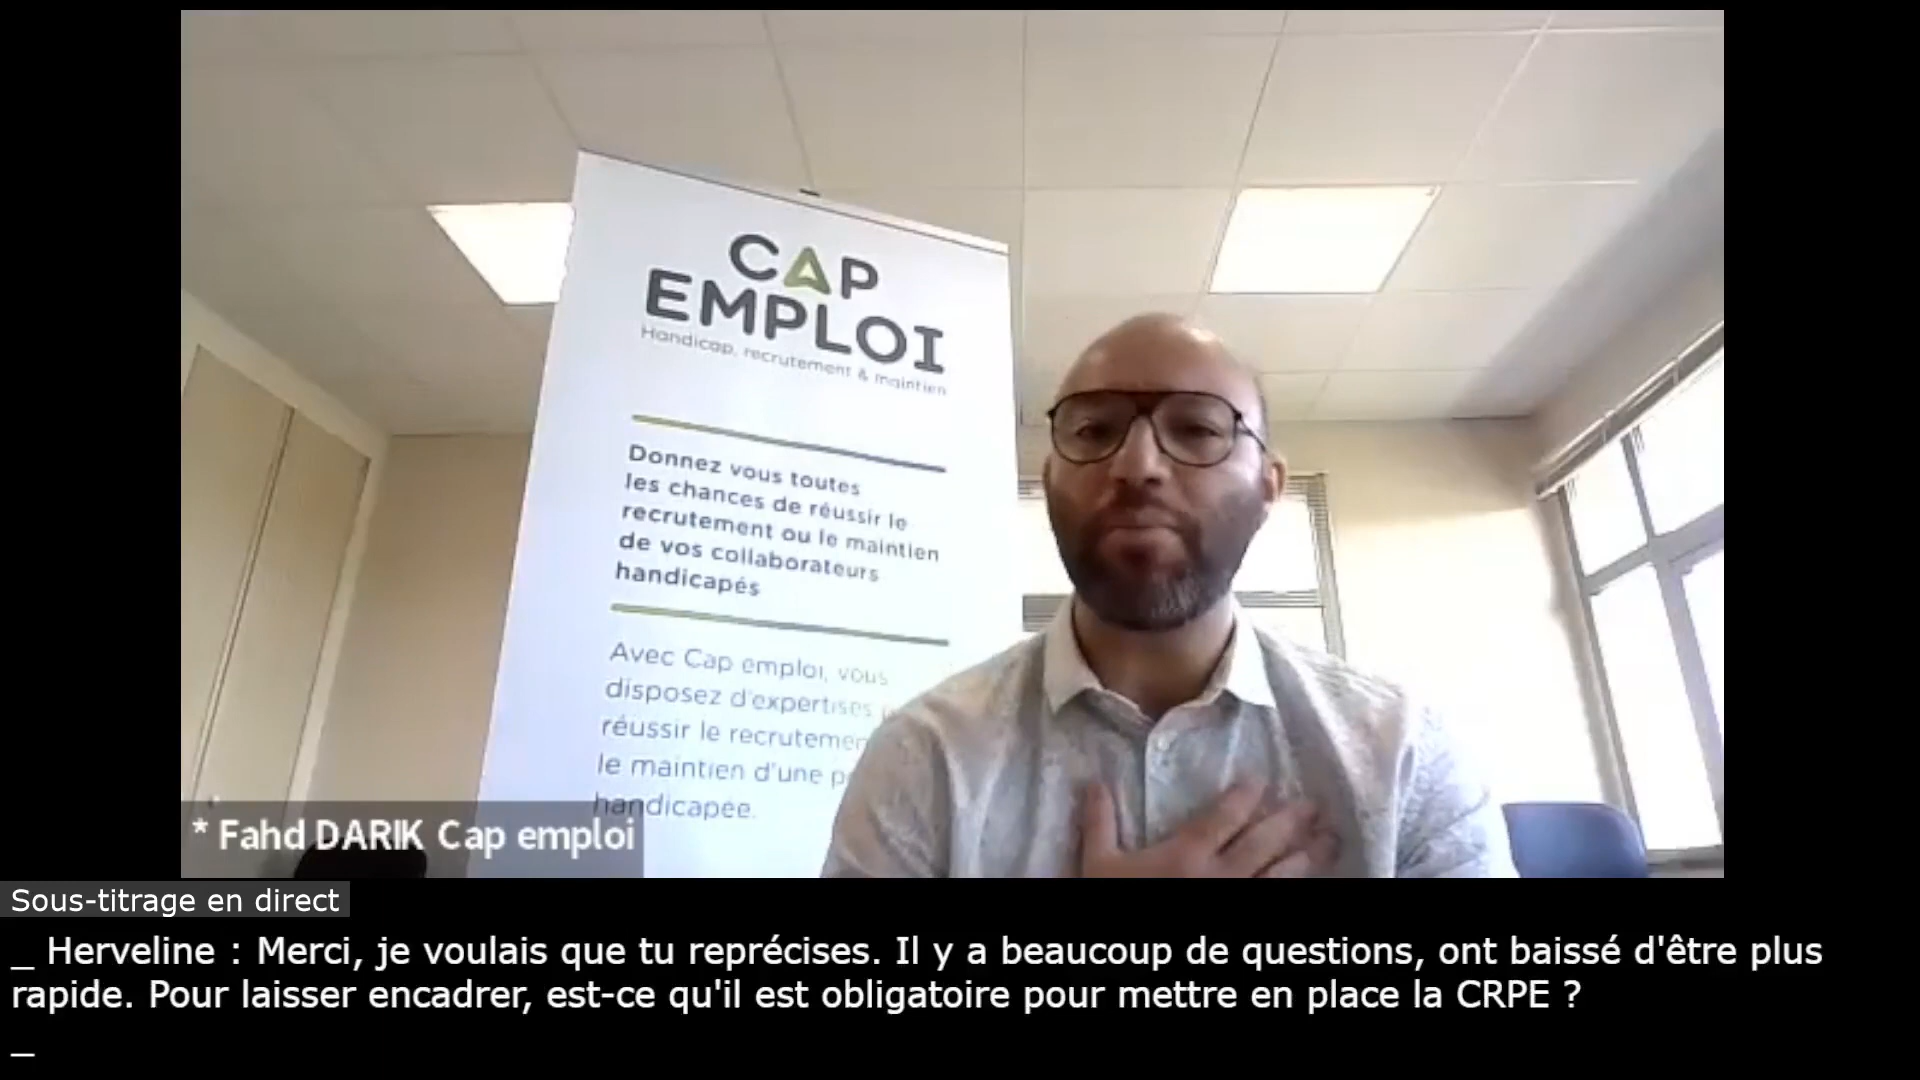 CAP
EMPLOI
Handicap, recrutement & maintien
Donnez vous toutes
les chances de réussir le
recrutement ou le maintien
de vos collaborateurs
handicapés
Avec Cap emploi, vous
disposez d'expertises
réussir le recrutemen
le maintien d'une p
handicapée.
* Fahd DARIK Cap emploi
Sous-titrage en direct
_ Herveline : Merci, je voulais que tu reprécises. Il y a beaucoup de questions, ont baissé d'être plus
rapide. Pour laisser encadrer, est-ce qu'il est obligatoire pour mettre en place la CRPE ?
_